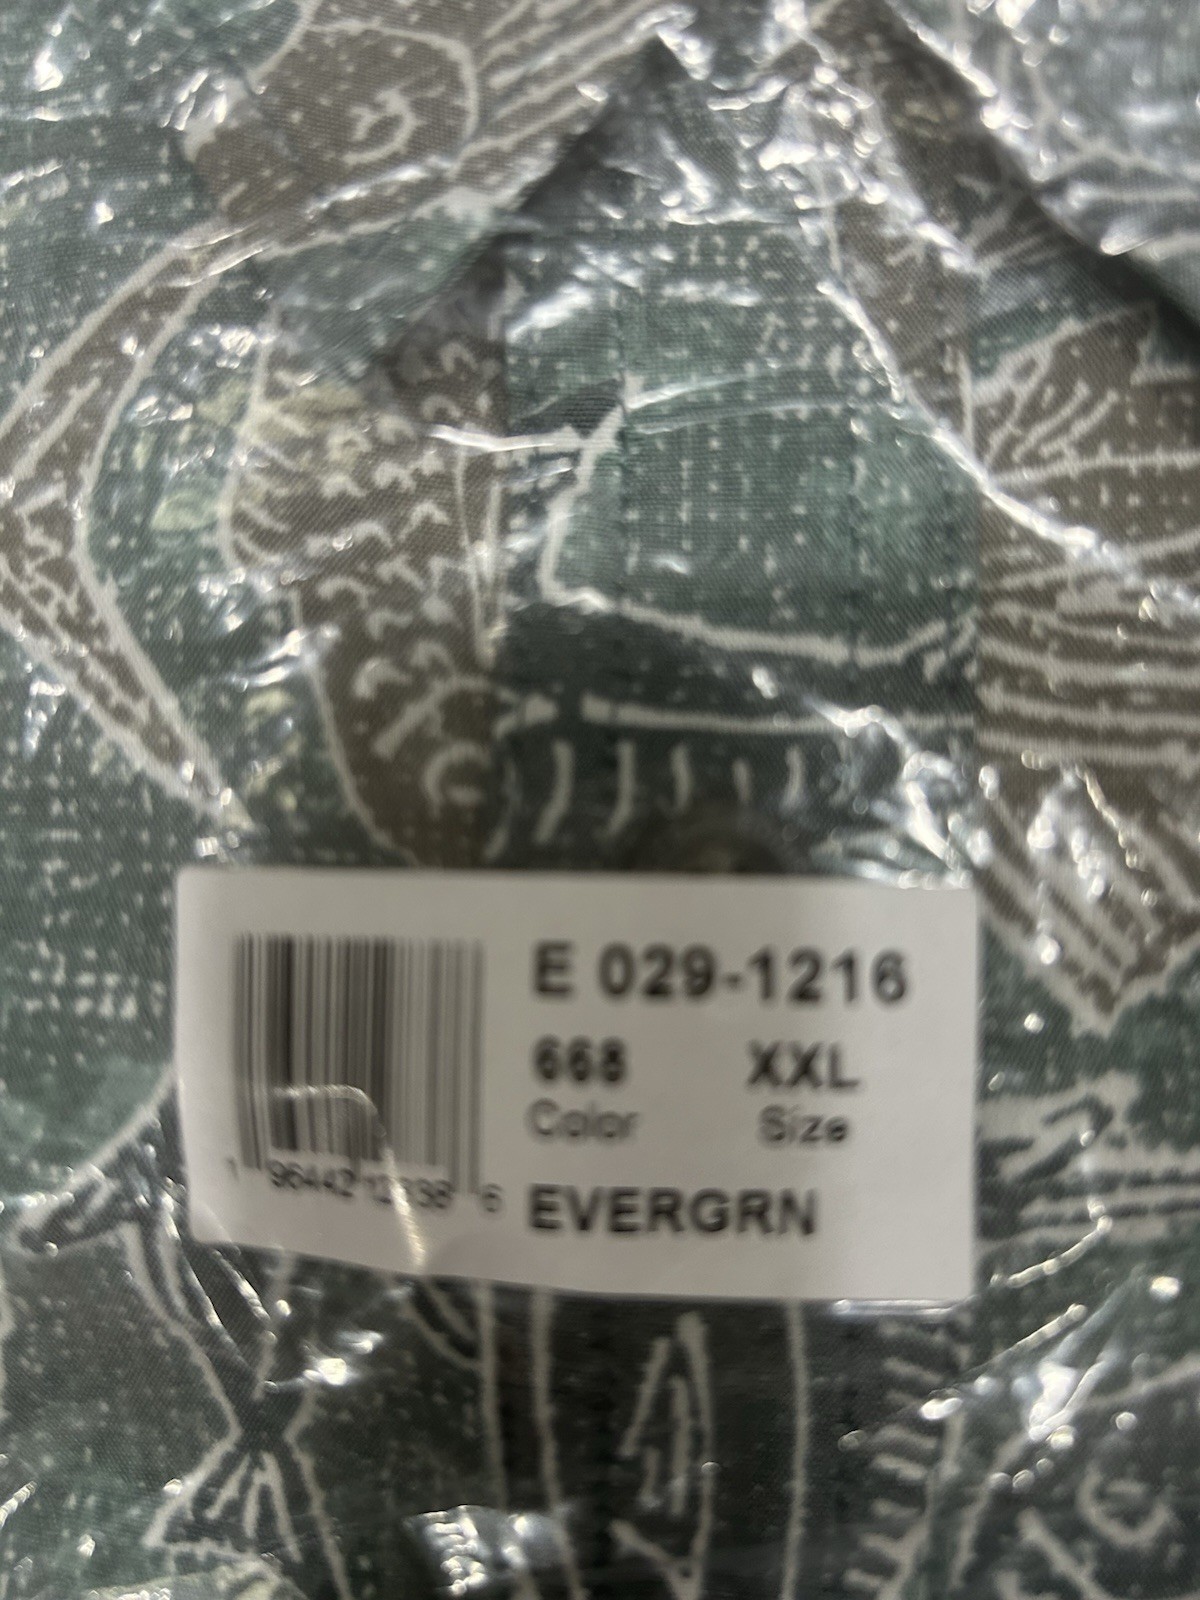 E 029-1216
668 XXL
Color Size
EVERGRN